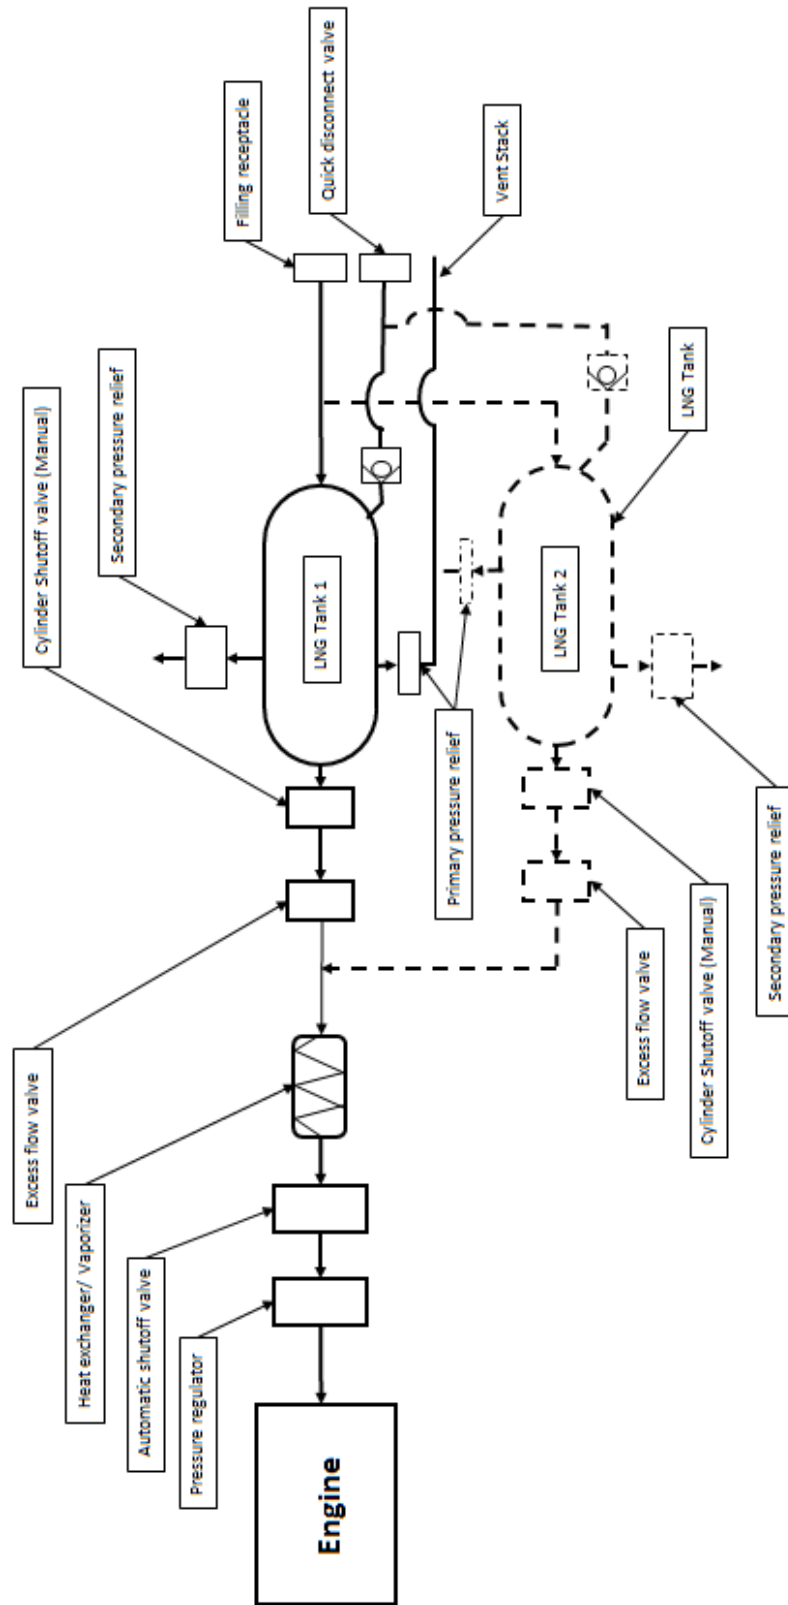 Filling receptacle
Quick disconnect valve
Vent Stack
Secondary pressure relief
Cylinder Shutoff valve (Manual)
LNG Tank 1
LNG Tank
LNG Tank 2
Primary pressure relief
Excess flow valve
Heat exchanger/ Vaporizer
Automatic shutoff valve
Pressure regulator
Engine
Excess flow valve
Cylinder Shutoff valve (Manual)
Secondary pressure relief